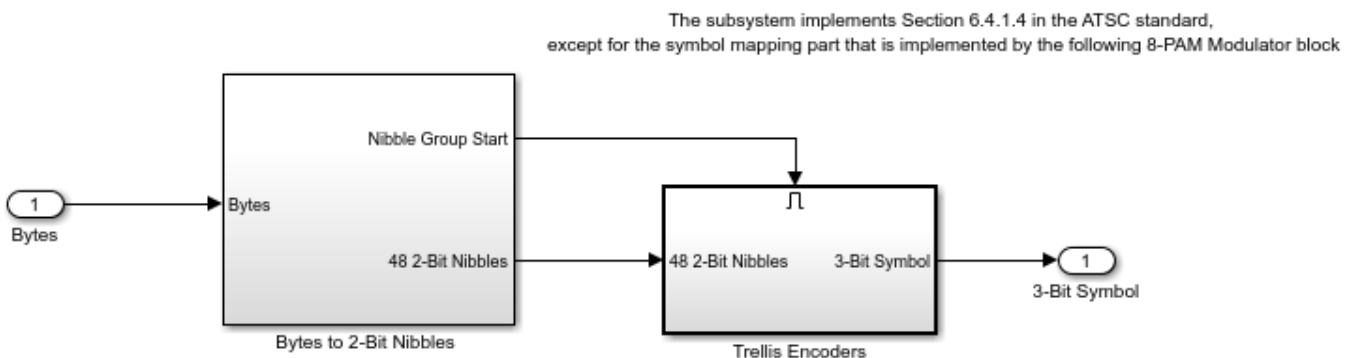 The subsystem implements Section 6.4.1.4 in the ATSC standard,
except for the symbol mapping part that is implemented by the following 8-PAM Modulator block
1
Bytes
Bytes
Nibble Group Start
48 2-Bit Nibbles
Bytes to 2-Bit Nibbles
48 2-Bit Nibbles
3-Bit Symbol
Trellis Encoders
1
3-Bit Symbol